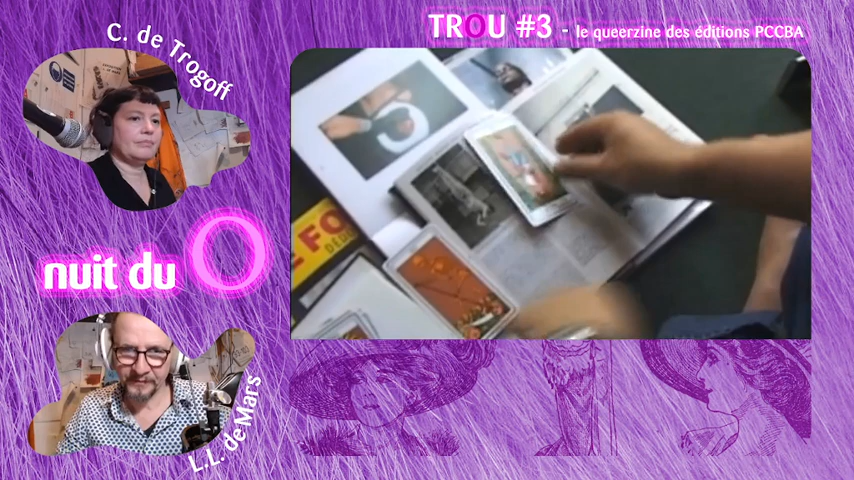 TROU #3 - le queerzine des éditions PCCBA
C. de Trogoff
nuit du O
L.L. de Mars